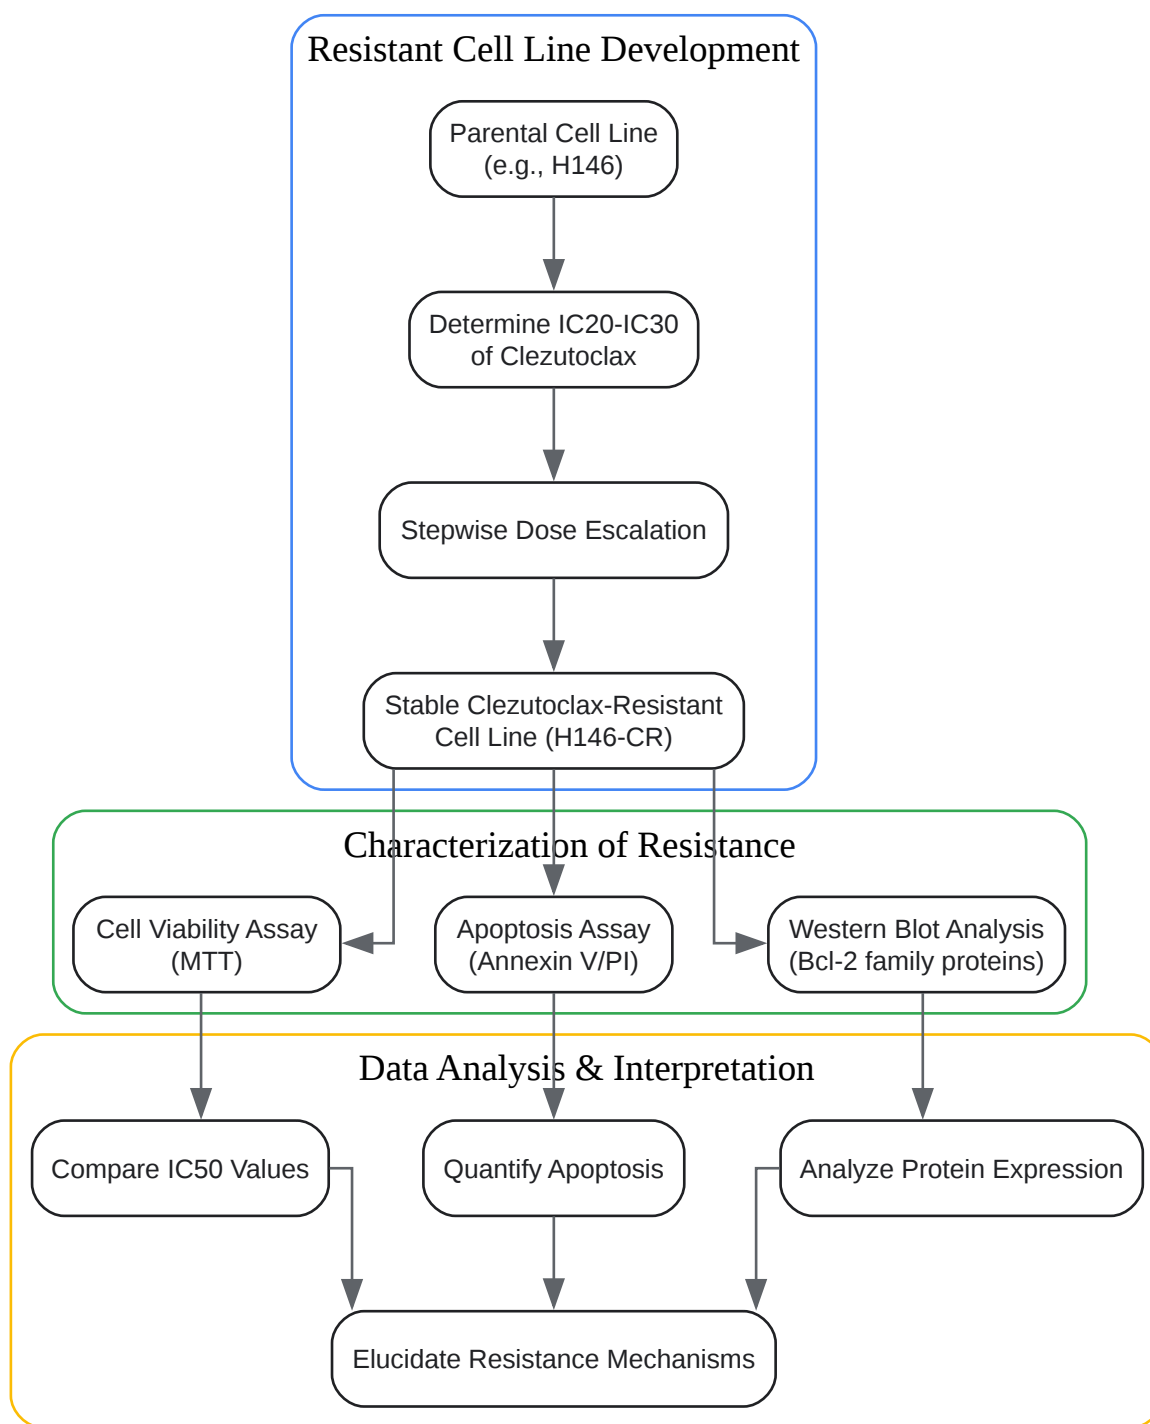 Resistant Cell Line Development
Parental Cell Line
(e.g., H146)
Determine IC20-IC30
of Clezutoclax
Stepwise Dose Escalation
Stable Clezutoclax-Resistant
Cell Line (H146-CR)
Characterization of Resistance
Cell Viability Assay
(MTT)
Apoptosis Assay
(Annexin V/PI)
Western Blot Analysis
(Bcl-2 family proteins)
Data Analysis & Interpretation
Compare IC50 Values
Quantify Apoptosis
Analyze Protein Expression
Elucidate Resistance Mechanisms